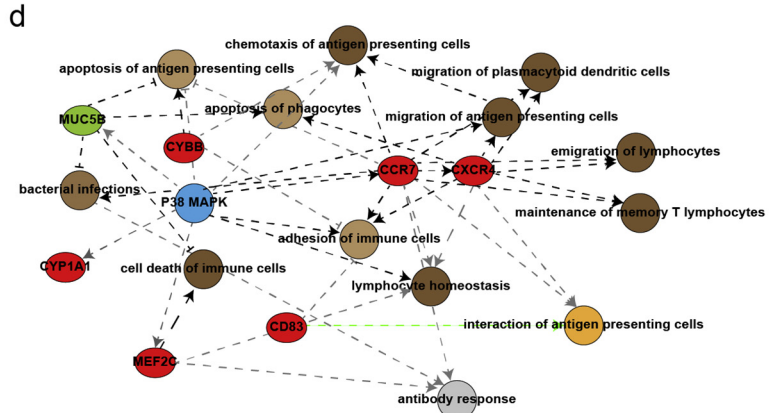 d
chemotaxis of antigen presenting cells
apoptosis of antigen presenting cells
migration of plasmacytoid dendritic cells
apoptosis of phagocytes
MUC5B
migration of antigen presenting cells
CYBB
emigration of lymphocytes
CCR7
CXCR4
bacterial infections
P38 MAPK
maintenance of memory T lymphocytes
adhesion of immune cells
CYP1A1
cell death of immune cells
lymphocyte homeostasis
CD83
interaction of antigen presenting cells
MEF2C
antibody response